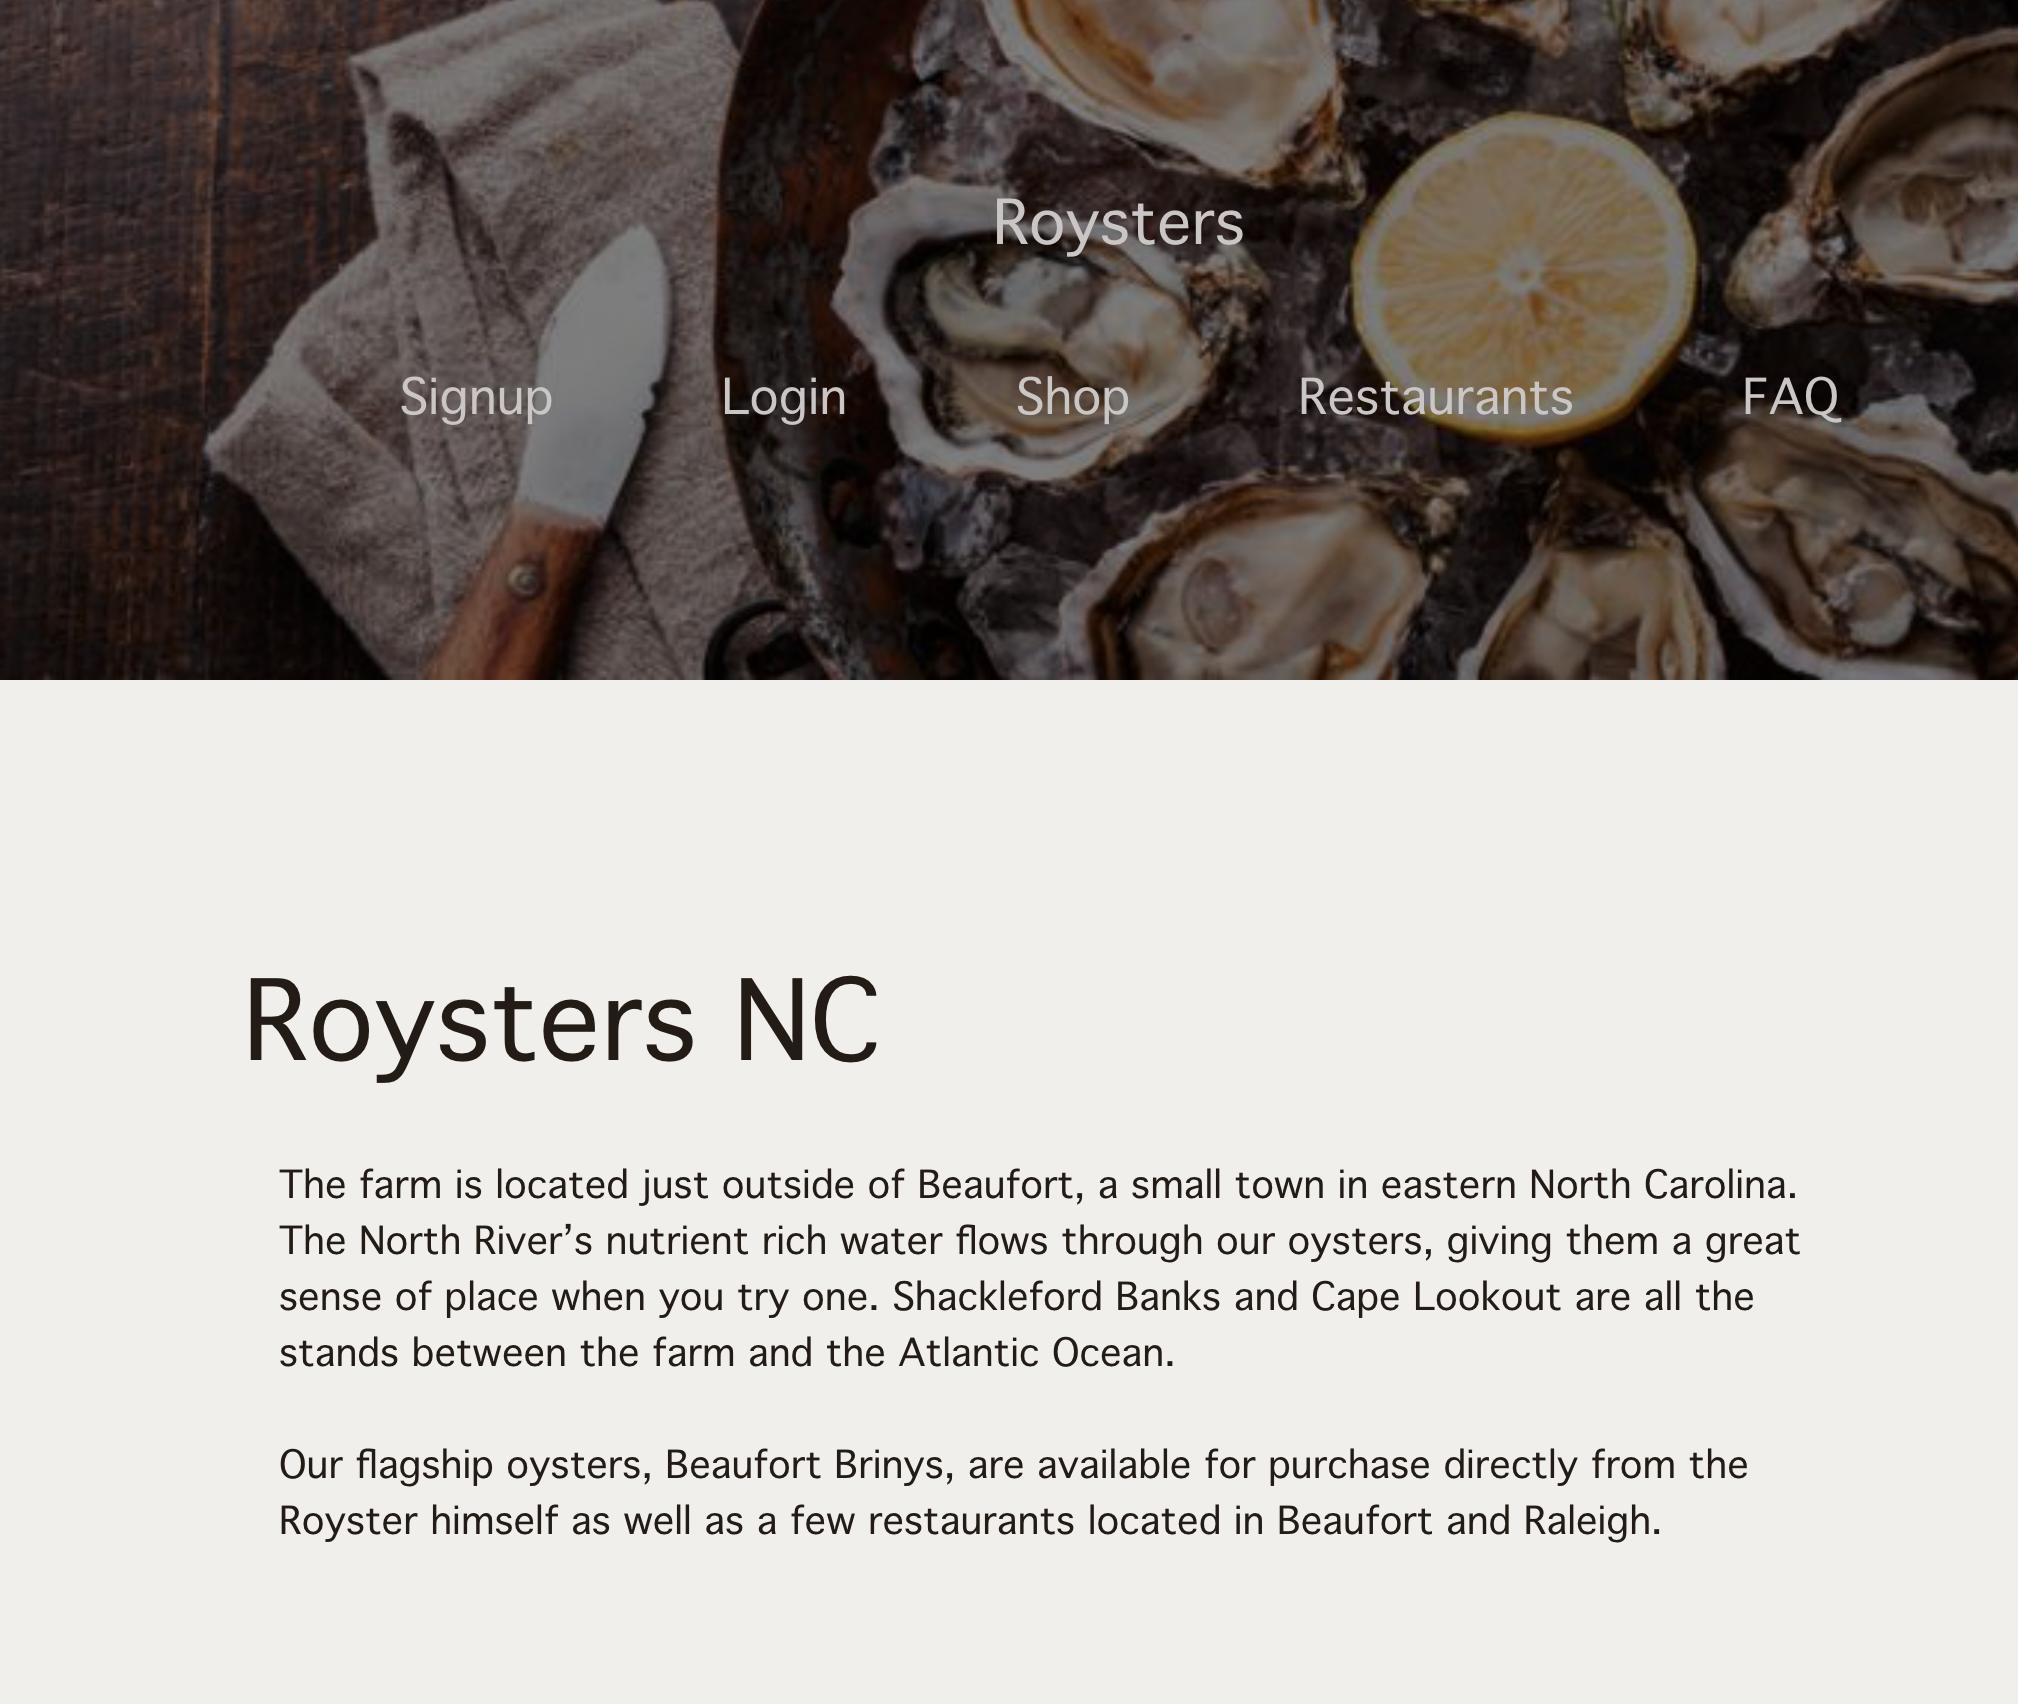 Roysters
Signup Login Shop Restaurants FAQ
Roysters NC
The farm is located just outside of Beaufort, a small town in eastern North Carolina.
The North River’s nutrient rich water flows through our oysters, giving them a great
sense of place when you try one. Shackleford Banks and Cape Lookout are all the
stands between the farm and the Atlantic Ocean.
Our flagship oysters, Beaufort Brinys, are available for purchase directly from the
Royster himself as well as a few restaurants located in Beaufort and Raleigh.